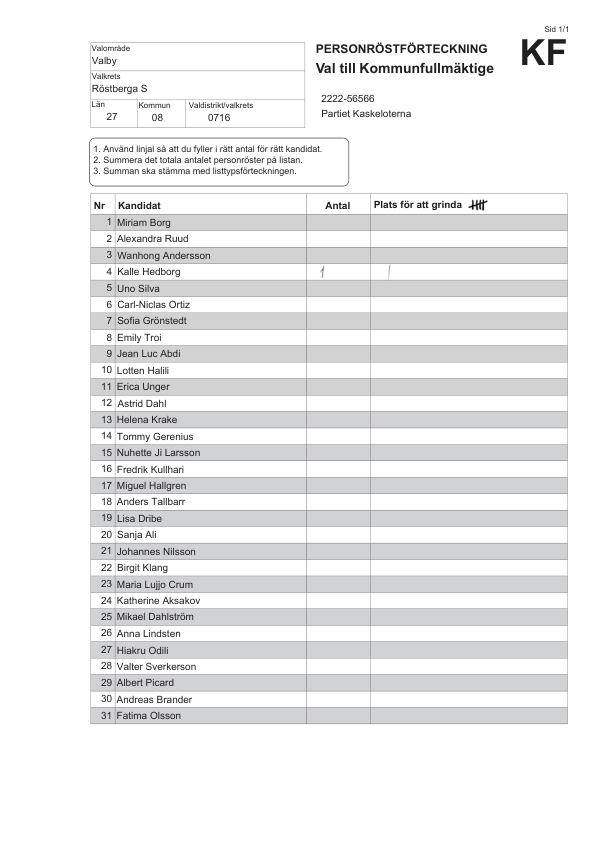 Sid 1/1
KF
Valområde
Valby
Valkrets
Röstberga S
Län Kommun Valdistrikt/valkrets
27 08 0716
PERSONRÖSTFÖRTECKNING
Val till Kommunfullmäktige
2222-56566
Partiet Kaskeloterna
1. Använd linjal så att du fyller i rätt antal för rätt kandidat.
2. Summera det totala antalet personröster på listan.
3. Summan ska stämma med listtypsförteckningen.
Nr Kandidat Antal Plats för att grinda
1 Miriam Borg
2 Alexandra Ruud
3 Wanhong Andersson
4 Kalle Hedborg 1 |
5 Uno Silva
6 Carl-Niclas Ortiz
7 Sofia Grönstedt
8 Emily Troi
9 Jean Luc Abdi
10 Lotten Halili
11 Erica Unger
12 Astrid Dahl
13 Helena Krake
14 Tommy Gerenius
15 Nuhette Ji Larsson
16 Fredrik Kullhari
17 Miguel Hallgren
18 Anders Tallbarr
19 Lisa Dribe
20 Sanja Ali
21 Johannes Nilsson
22 Birgit Klang
23 Maria Lujjo Crum
24 Katherine Aksakov
25 Mikael Dahlström
26 Anna Lindsten
27 Hiakru Odili
28 Valter Sverkerson
29 Albert Picard
30 Andreas Brander
31 Fatima Olsson